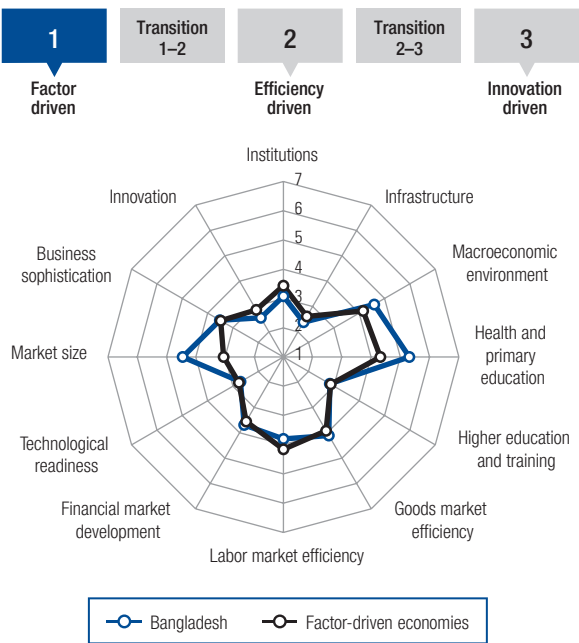 1
Transition
1–2
2
Transition
2–3
3
Factor
driven
Efficiency
driven
Innovation
driven
Institutions
7
6
5
4
3
2
1
Infrastructure
Macroeconomic
environment
Health and
primary
education
Higher education
and training
Goods market
efficiency
Labor market efficiency
Financial market
development
Technological
readiness
Market size
Business
sophistication
Innovation
Bangladesh
Factor-driven economies